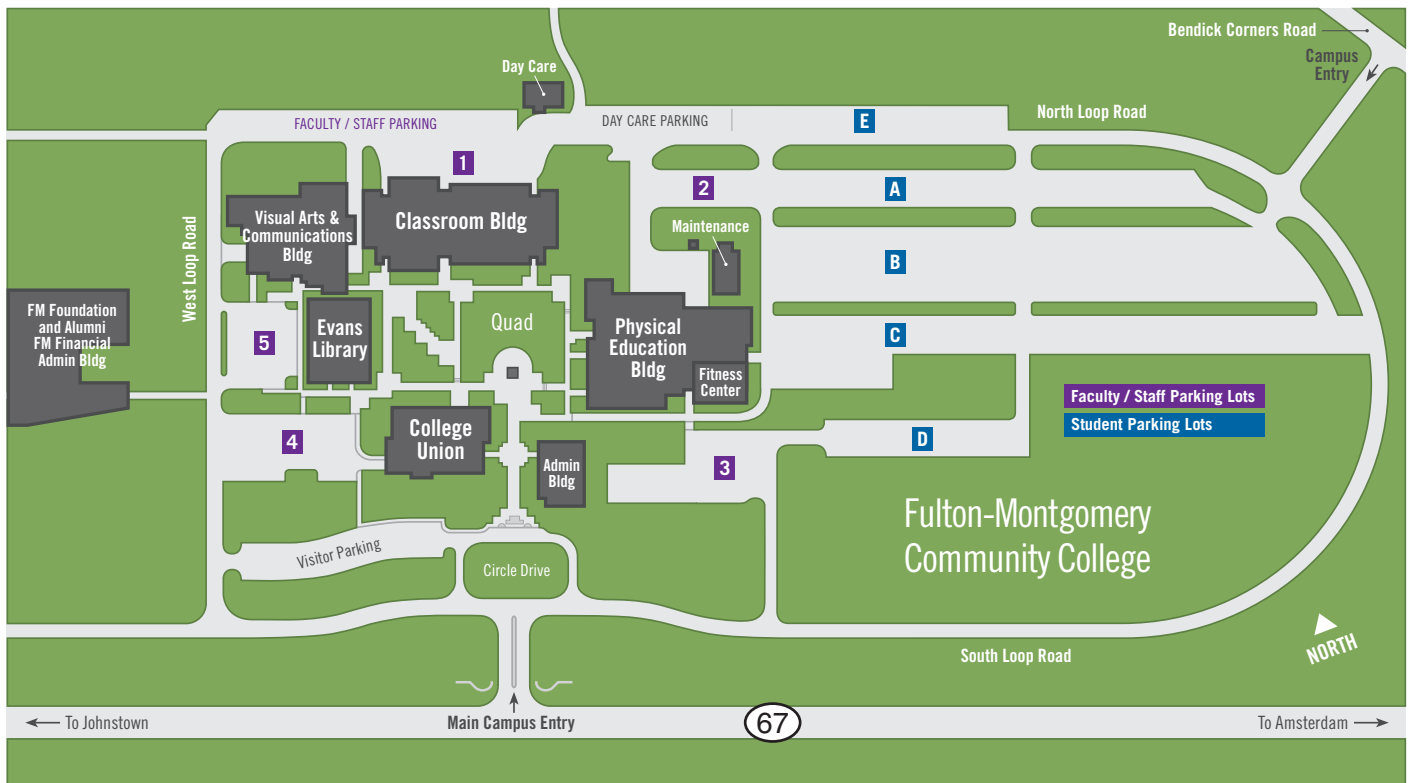 Bendick Corners Road
Campus
Entry
Day Care
North Loop Road
FACULTY / STAFF PARKING
DAY CARE PARKING
E
1
2
A
Visual Arts &
Communications
Bldg
Classroom Bldg
Maintenance
West Loop Road
B
FM Foundation
and Alumni
FM Financial
Admin Bldg
5
Evans
Library
Quad
Physical
Education
Bldg
Fitness
Center
C
Faculty / Staff Parking Lots
Student Parking Lots
4
College
Union
Admin
Bldg
3
D
Fulton-Montgomery
Community College
Visitor Parking
Circle Drive
NORTH
South Loop Road
To Johnstown
Main Campus Entry
67
To Amsterdam